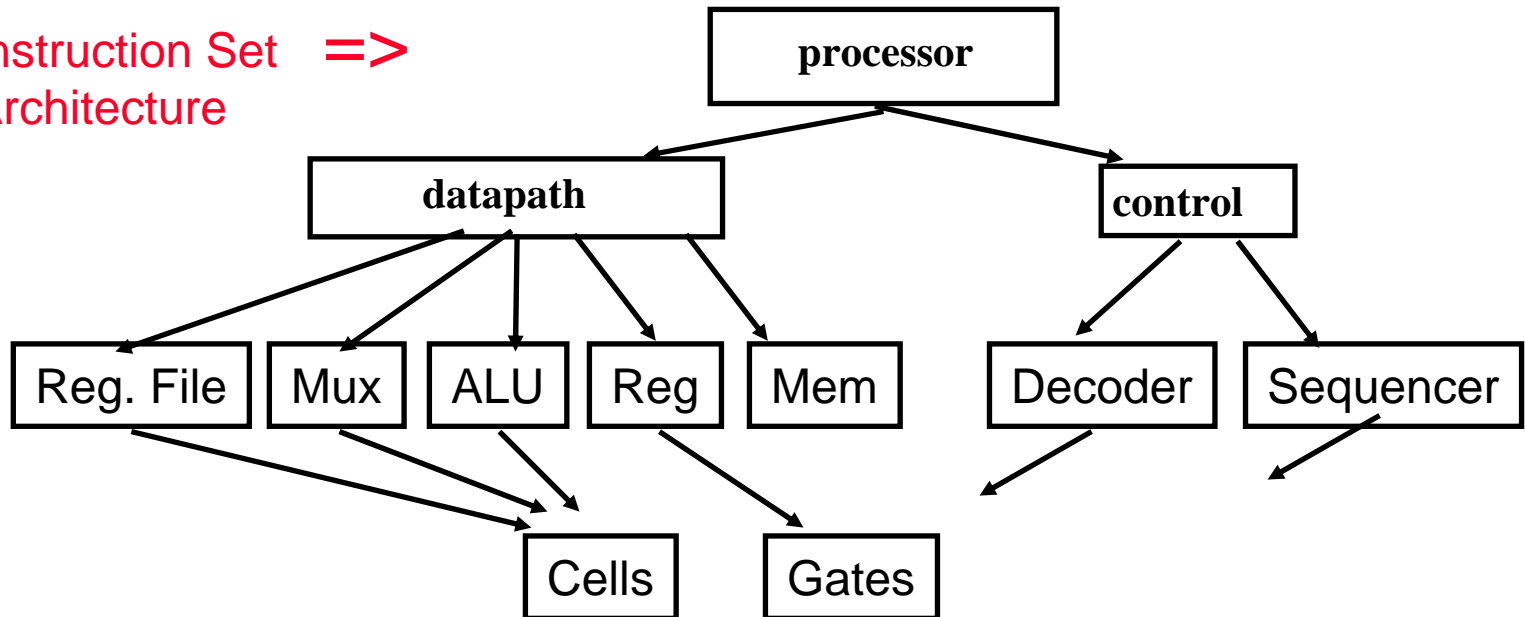 nstruction Set =>
Architecture
processor
datapath
control
Reg. File
Mux
ALU
Reg
Mem
Decoder
Sequencer
Cells
Gates